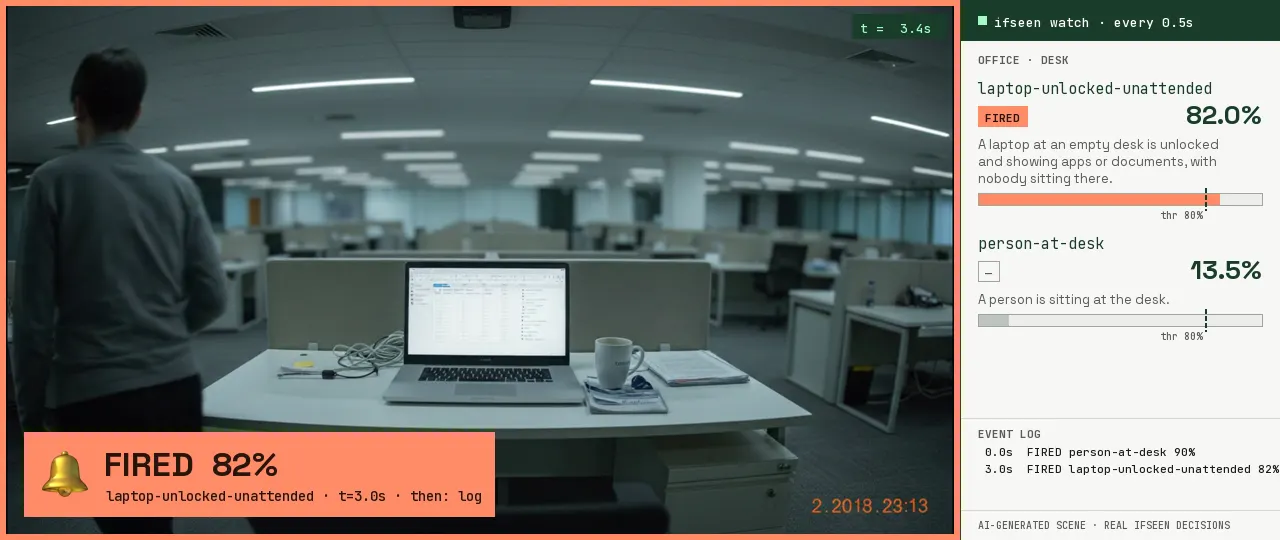 t = 3.4s
FIRED 82%
laptop-unlocked-unattended · t=3.0s · then: log
2.2018.23:13
ifseen watch · every 0.5s
OFFICE · DESK
laptop-unlocked-unattended
FIRED
82.0%
A laptop at an empty desk is unlocked
and showing apps or documents, with
nobody sitting there.
thr 80%
person-at-desk
–
13.5%
A person is sitting at the desk.
thr 80%
EVENT LOG
0.0s FIRED person-at-desk 90%
3.0s FIRED laptop-unlocked-unattended 82%
AI-GENERATED SCENE · REAL IFSEEN DECISIONS